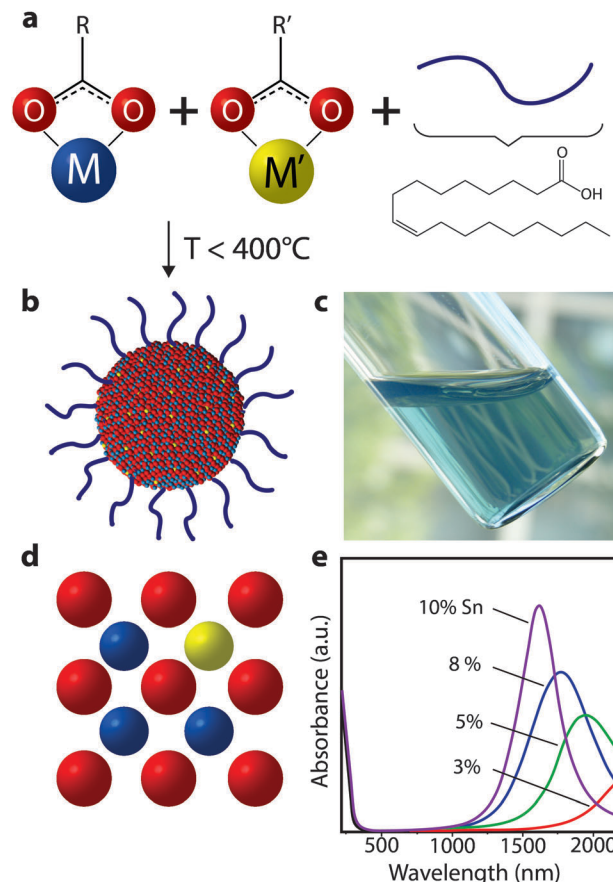 a
R
R′
O
O
+
O
O
+
M
M′
O
OH
T < 400°C
b
c
d
e
10% Sn
8 %
5%
3%
Absorbance (a.u.)
500
1000
1500
2000
Wavelength (nm)